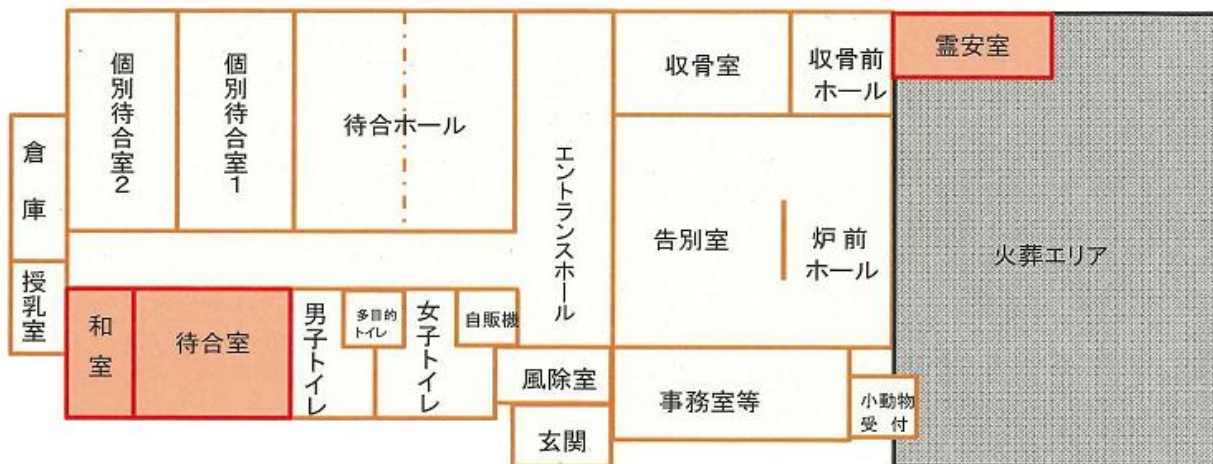 霊安室
収骨室
収骨前
ホール
個別待合室2
個別待合室1
待合ホール
エントランスホール
倉庫
告別室
炉前
ホール
火葬エリア
授乳室
和室
待合室
男子トイレ
多目的
トイレ
女子トイレ
自販機
風除室
事務室等
小動物
受付
玄関